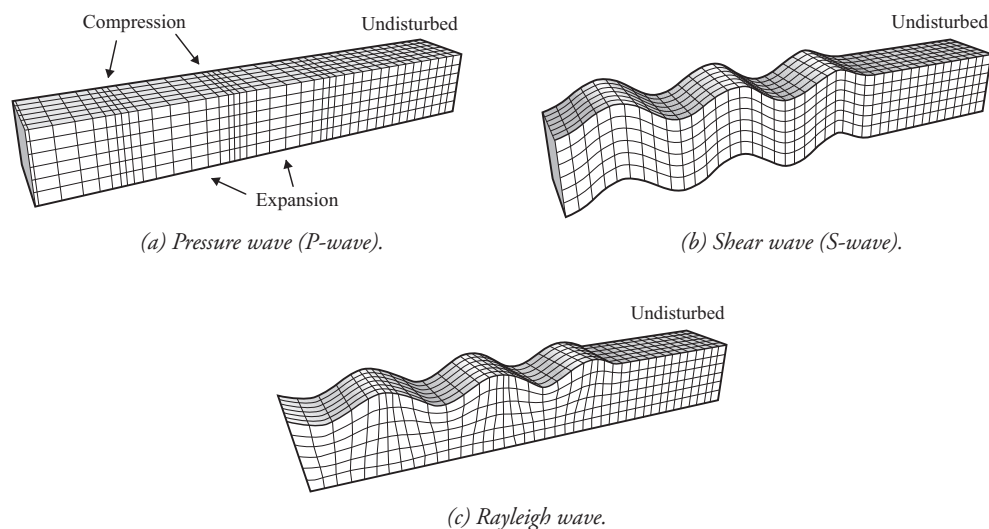 Compression
Undisturbed
Expansion
(a) Pressure wave (P-wave).
Undisturbed
(b) Shear wave (S-wave).
Undisturbed
(c) Rayleigh wave.